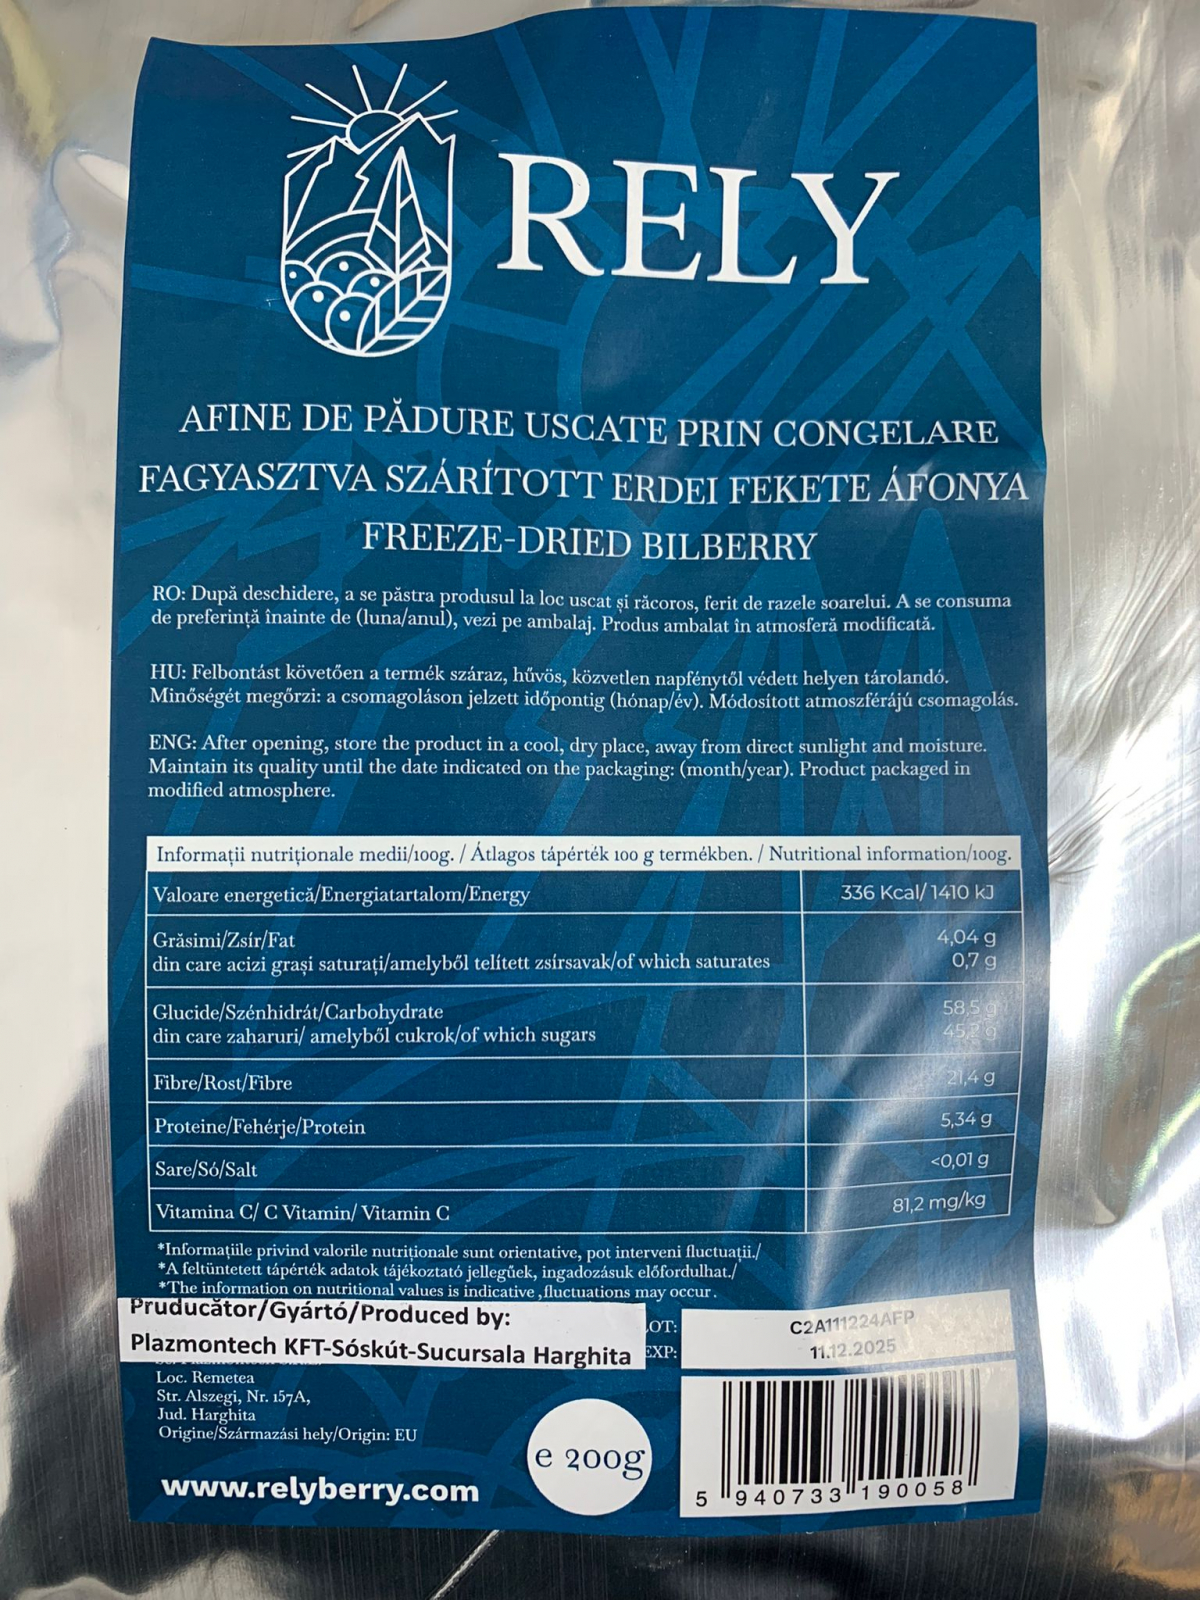 RELY
AFINE DE PĂDURE USCATE PRIN CONGELARE
FAGYASZTVA SZÁRÍTOTT ERDEI FEKETE ÁFONYA
FREEZE-DRIED BILBERRY
RO: După deschidere, a se păstra produsul la loc uscat și răcoros, ferit de razele soarelui. A se consuma
de preferință înainte de (luna/anul), vezi pe ambalaj. Produs ambalat în atmosferă modificată.
HU: Felbontást követően a termék száraz, hűvös, közvetlen napfénytől védett helyen tárolandó.
Minőségét megőrzi: a csomagoláson jelzett időpontig (hónap/év). Módosított atmoszférájú csomagolás.
ENG: After opening, store the product in a cool, dry place, away from direct sunlight and moisture.
Maintain its quality until the date indicated on the packaging: (month/year). Product packaged in
modified atmosphere.
Informații nutriționale medii/100g. / Átlagos tápérték 100 g termékben. / Nutritional information/100g.
Valoare energetică/Energiatartalom/Energy 336 Kcal/ 1410 kJ
Grăsimi/Zsír/Fat 4,04 g
din care acizi grași saturați/amelyből telített zsírsavak/of which saturates 0,7 g
Glucide/Szénhidrát/Carbohydrate 58,5 g
din care zaharuri/ amelyből cukrok/of which sugars 45,2 g
Fibre/Rost/Fibre 21,4 g
Proteine/Fehérje/Protein 5,34 g
Sare/Só/Salt <0,01 g
Vitamina C/ C Vitamin/ Vitamin C 81,2 mg/kg
*Informațiile privind valorile nutriționale sunt orientative, pot interveni fluctuații./
*A feltüntetett tápérték adatok tájékoztató jellegűek, ingadozásuk előfordulhat./
*The information on nutritional values is indicative ,fluctuations may occur.
Pruducător/Gyártó/Produced by:
Plazmontech KFT-Sóskút-Sucursala Harghita
LOT: C2A111224AFP
EXP: 11.12.2025
Loc. Remetea
Str. Alszegi, Nr. 157A,
Jud. Harghita
Origine/Származási hely/Origin: EU
www.relyberry.com
e 200g
5 940733 190058